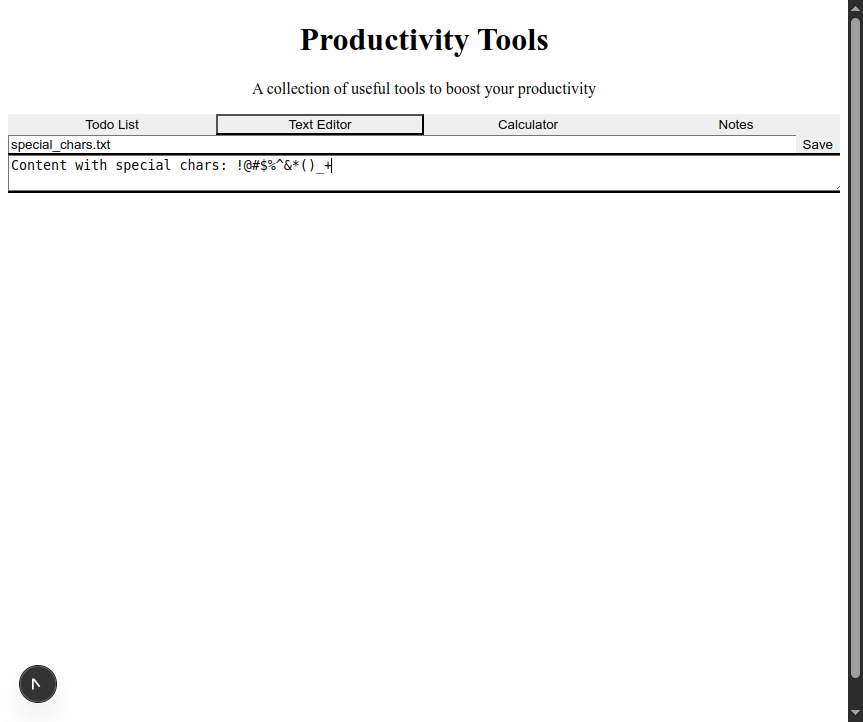 Productivity Tools
A collection of useful tools to boost your productivity
Todo List Text Editor Calculator Notes
special_chars.txt Save
Content with special chars: !@#$%^&*()_+